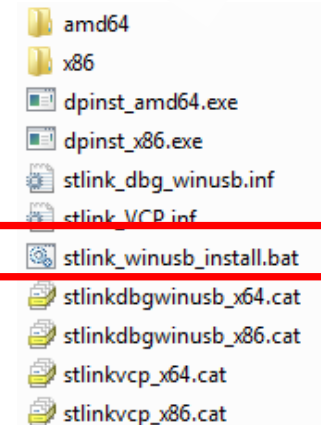 amd64
x86
dpinst_amd64.exe
dpinst_x86.exe
stlink_dbg_winusb.inf
stlink_VCP.inf
stlink_winusb_install.bat
stlinkdbgwinusb_x64.cat
stlinkdbgwinusb_x86.cat
stlinkvcp_x64.cat
stlinkvcp_x86.cat